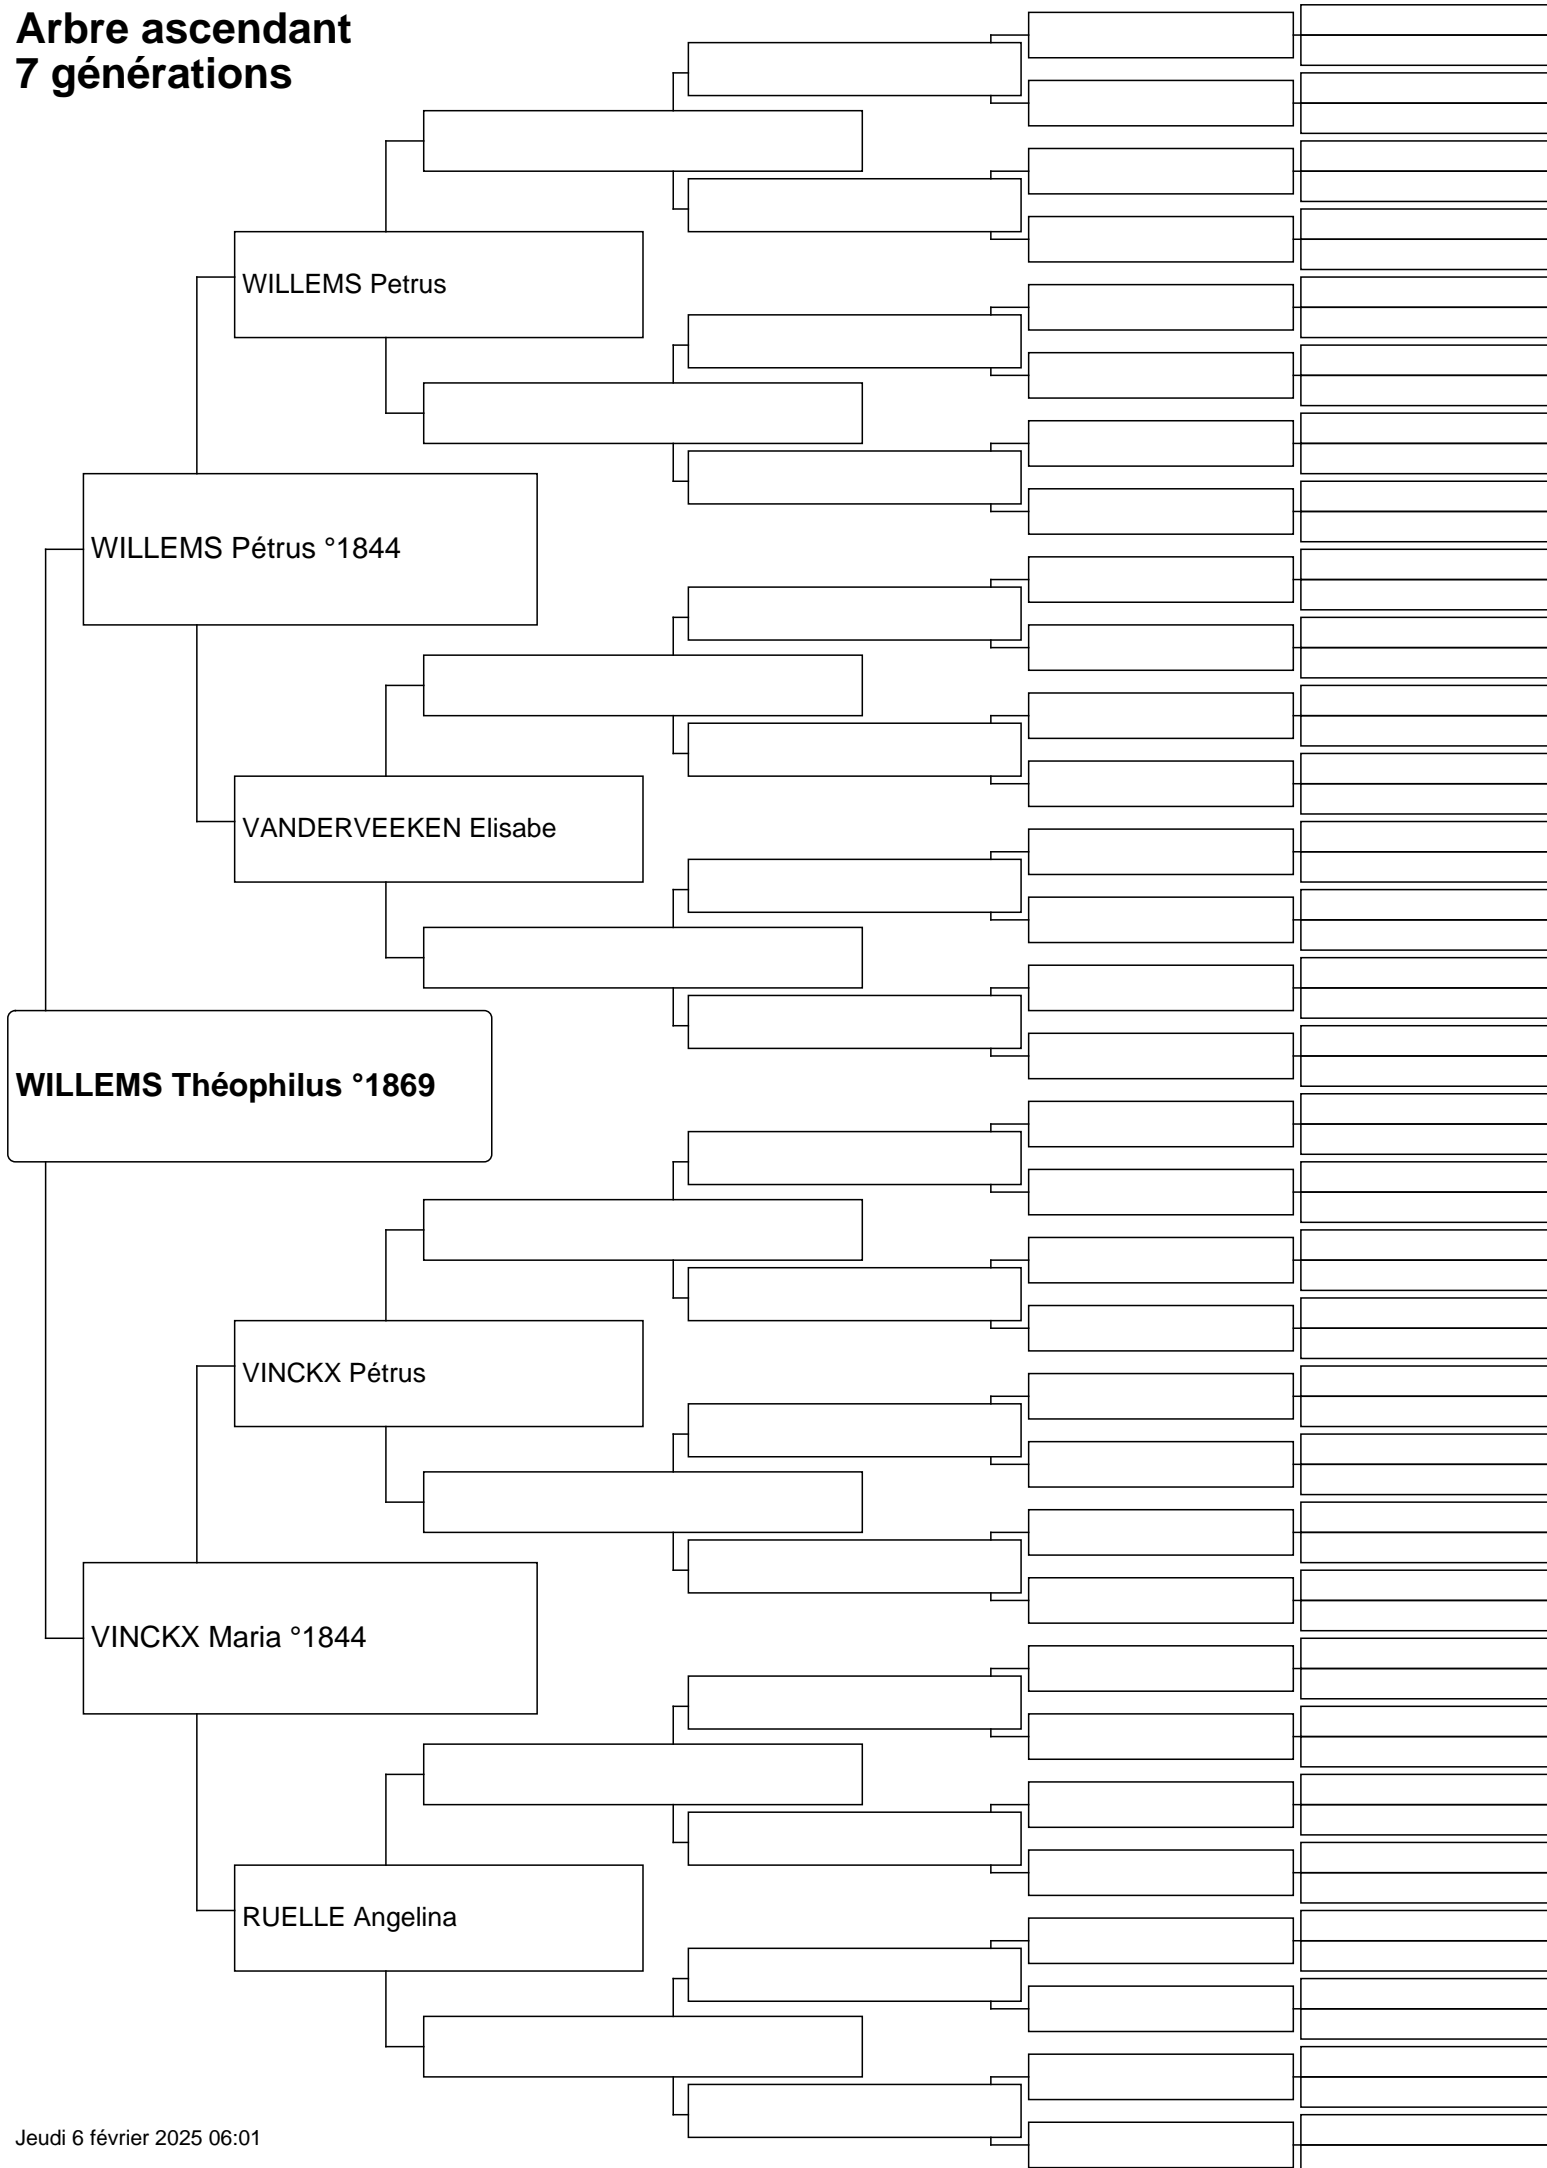 Arbre ascendant
7 générations
WILLEMS Petrus
WILLEMS Pétrus °1844
VANDERVEEKEN Elisabe
WILLEMS Théophilus °1869
VINCKX Pétrus
VINCKX Maria °1844
RUELLE Angelina
Jeudi 6 février 2025 06:01